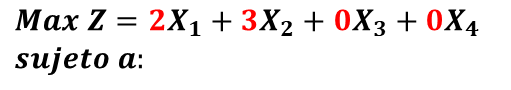 Max Z = 2X₁ + 3X₂ + 0X₃ + 0X₄
sujeto a: